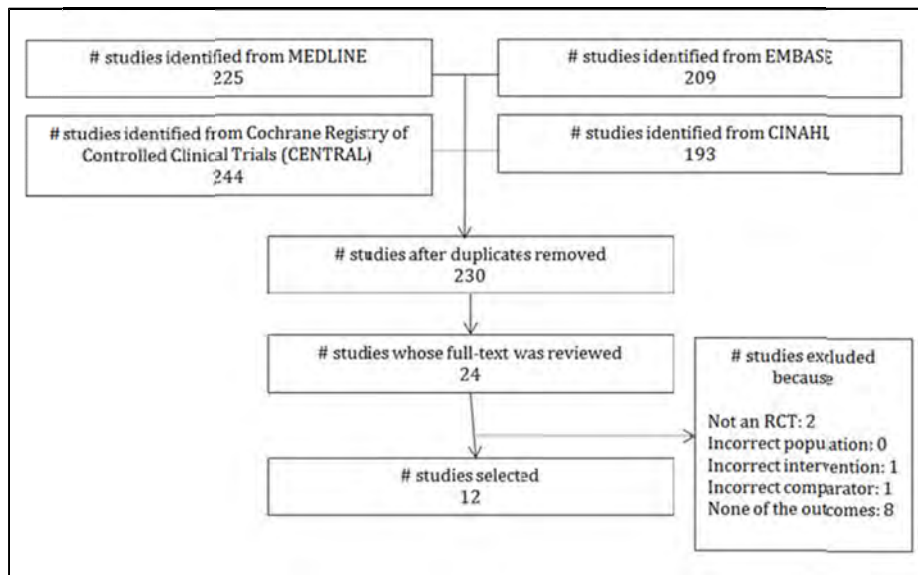 # studies identified from MEDLINE
225
# studies identified from EMBASE
209
# studies identified from Cochrane Registry of
Controlled Clinical Trials (CENTRAL)
244
# studies identified from CINAHL
193
# studies after duplicates removed
230
# studies whose full-text was reviewed
24
# studies excluded
because
Not an RCT: 2
Incorrect population: 0
Incorrect intervention: 1
Incorrect comparator: 1
None of the outcomes: 8
# studies selected
12